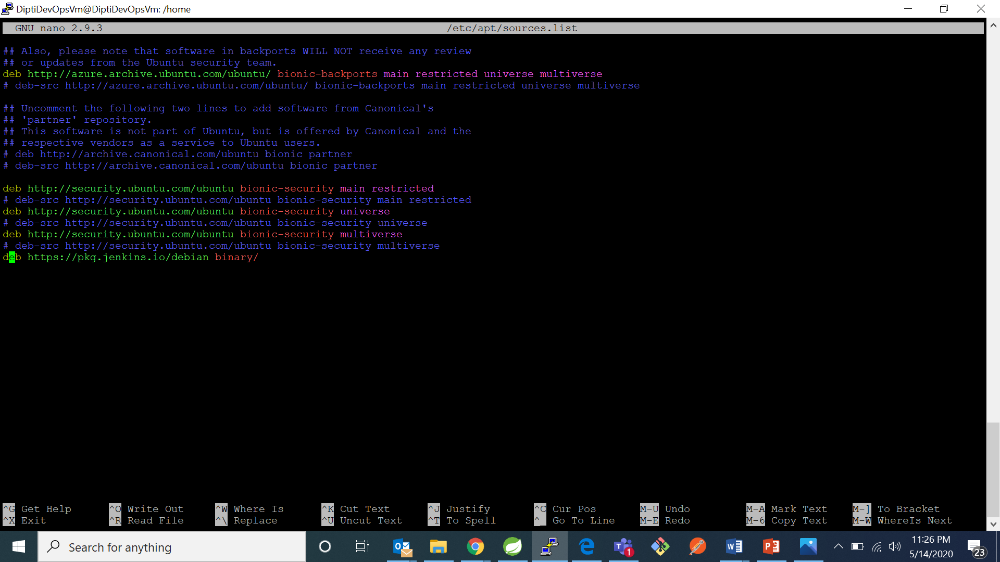 DiptiDevOpsVm@DiptiDevOpsVm: /home
GNU nano 2.9.3 /etc/apt/sources.list
## Also, please note that software in backports WILL NOT receive any review
## or updates from the Ubuntu security team.
deb http://azure.archive.ubuntu.com/ubuntu/ bionic-backports main restricted universe multiverse
# deb-src http://azure.archive.ubuntu.com/ubuntu/ bionic-backports main restricted universe multiverse
## Uncomment the following two lines to add software from Canonical's
## 'partner' repository.
## This software is not part of Ubuntu, but is offered by Canonical and the
## respective vendors as a service to Ubuntu users.
# deb http://archive.canonical.com/ubuntu bionic partner
# deb-src http://archive.canonical.com/ubuntu bionic partner
deb http://security.ubuntu.com/ubuntu bionic-security main restricted
# deb-src http://security.ubuntu.com/ubuntu bionic-security main restricted
deb http://security.ubuntu.com/ubuntu bionic-security universe
# deb-src http://security.ubuntu.com/ubuntu bionic-security universe
deb http://security.ubuntu.com/ubuntu bionic-security multiverse
# deb-src http://security.ubuntu.com/ubuntu bionic-security multiverse
deb https://pkg.jenkins.io/debian binary/
^G Get Help ^O Write Out ^W Where Is ^K Cut Text ^J Justify ^C Cur Pos M-U Undo M-A Mark Text M-] To Bracket
^X Exit ^R Read File ^\ Replace ^U Uncut Text ^T To Spell ^_ Go To Line M-E Redo M-6 Copy Text M-W WhereIs Next
Search for anything
1
11:26 PM
5/14/2020
23